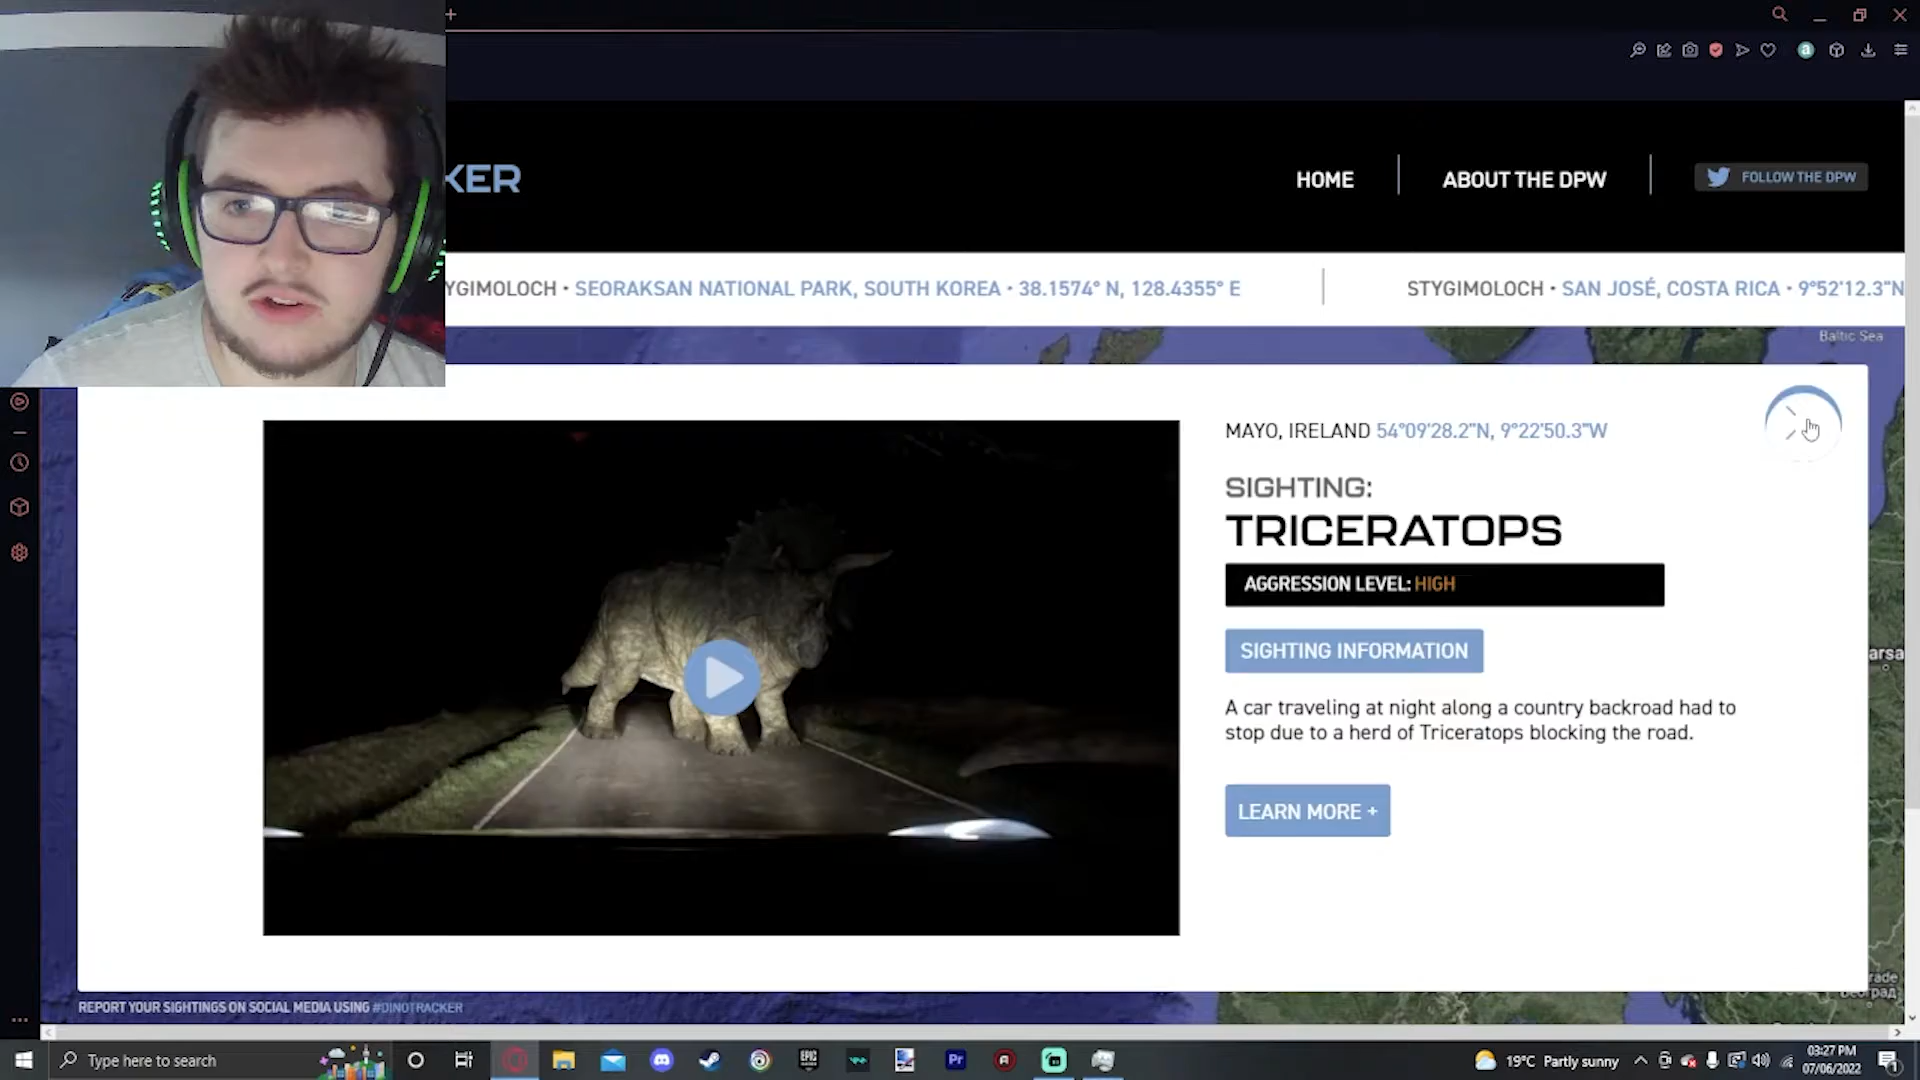 KER
HOME
ABOUT THE DPW
FOLLOW THE DPW
YGIMOLOCH • SEORAKSAN NATIONAL PARK, SOUTH KOREA • 38.1574° N, 128.4355° E
STYGIMOLOCH • SAN JOSÉ, COSTA RICA • 9°52'12.3"N
Baltic Sea
MAYO, IRELAND 54°09'28.2"N, 9°22'50.3"W
SIGHTING:
TRICERATOPS
AGGRESSION LEVEL: HIGH
SIGHTING INFORMATION
arsa
A car traveling at night along a country backroad had to
stop due to a herd of Triceratops blocking the road.
LEARN MORE +
REPORT YOUR SIGHTINGS ON SOCIAL MEDIA USING #DINOTRACKER
Type here to search
EPIC
Pr
19°C Partly sunny
03:27 PM
07/06/2022